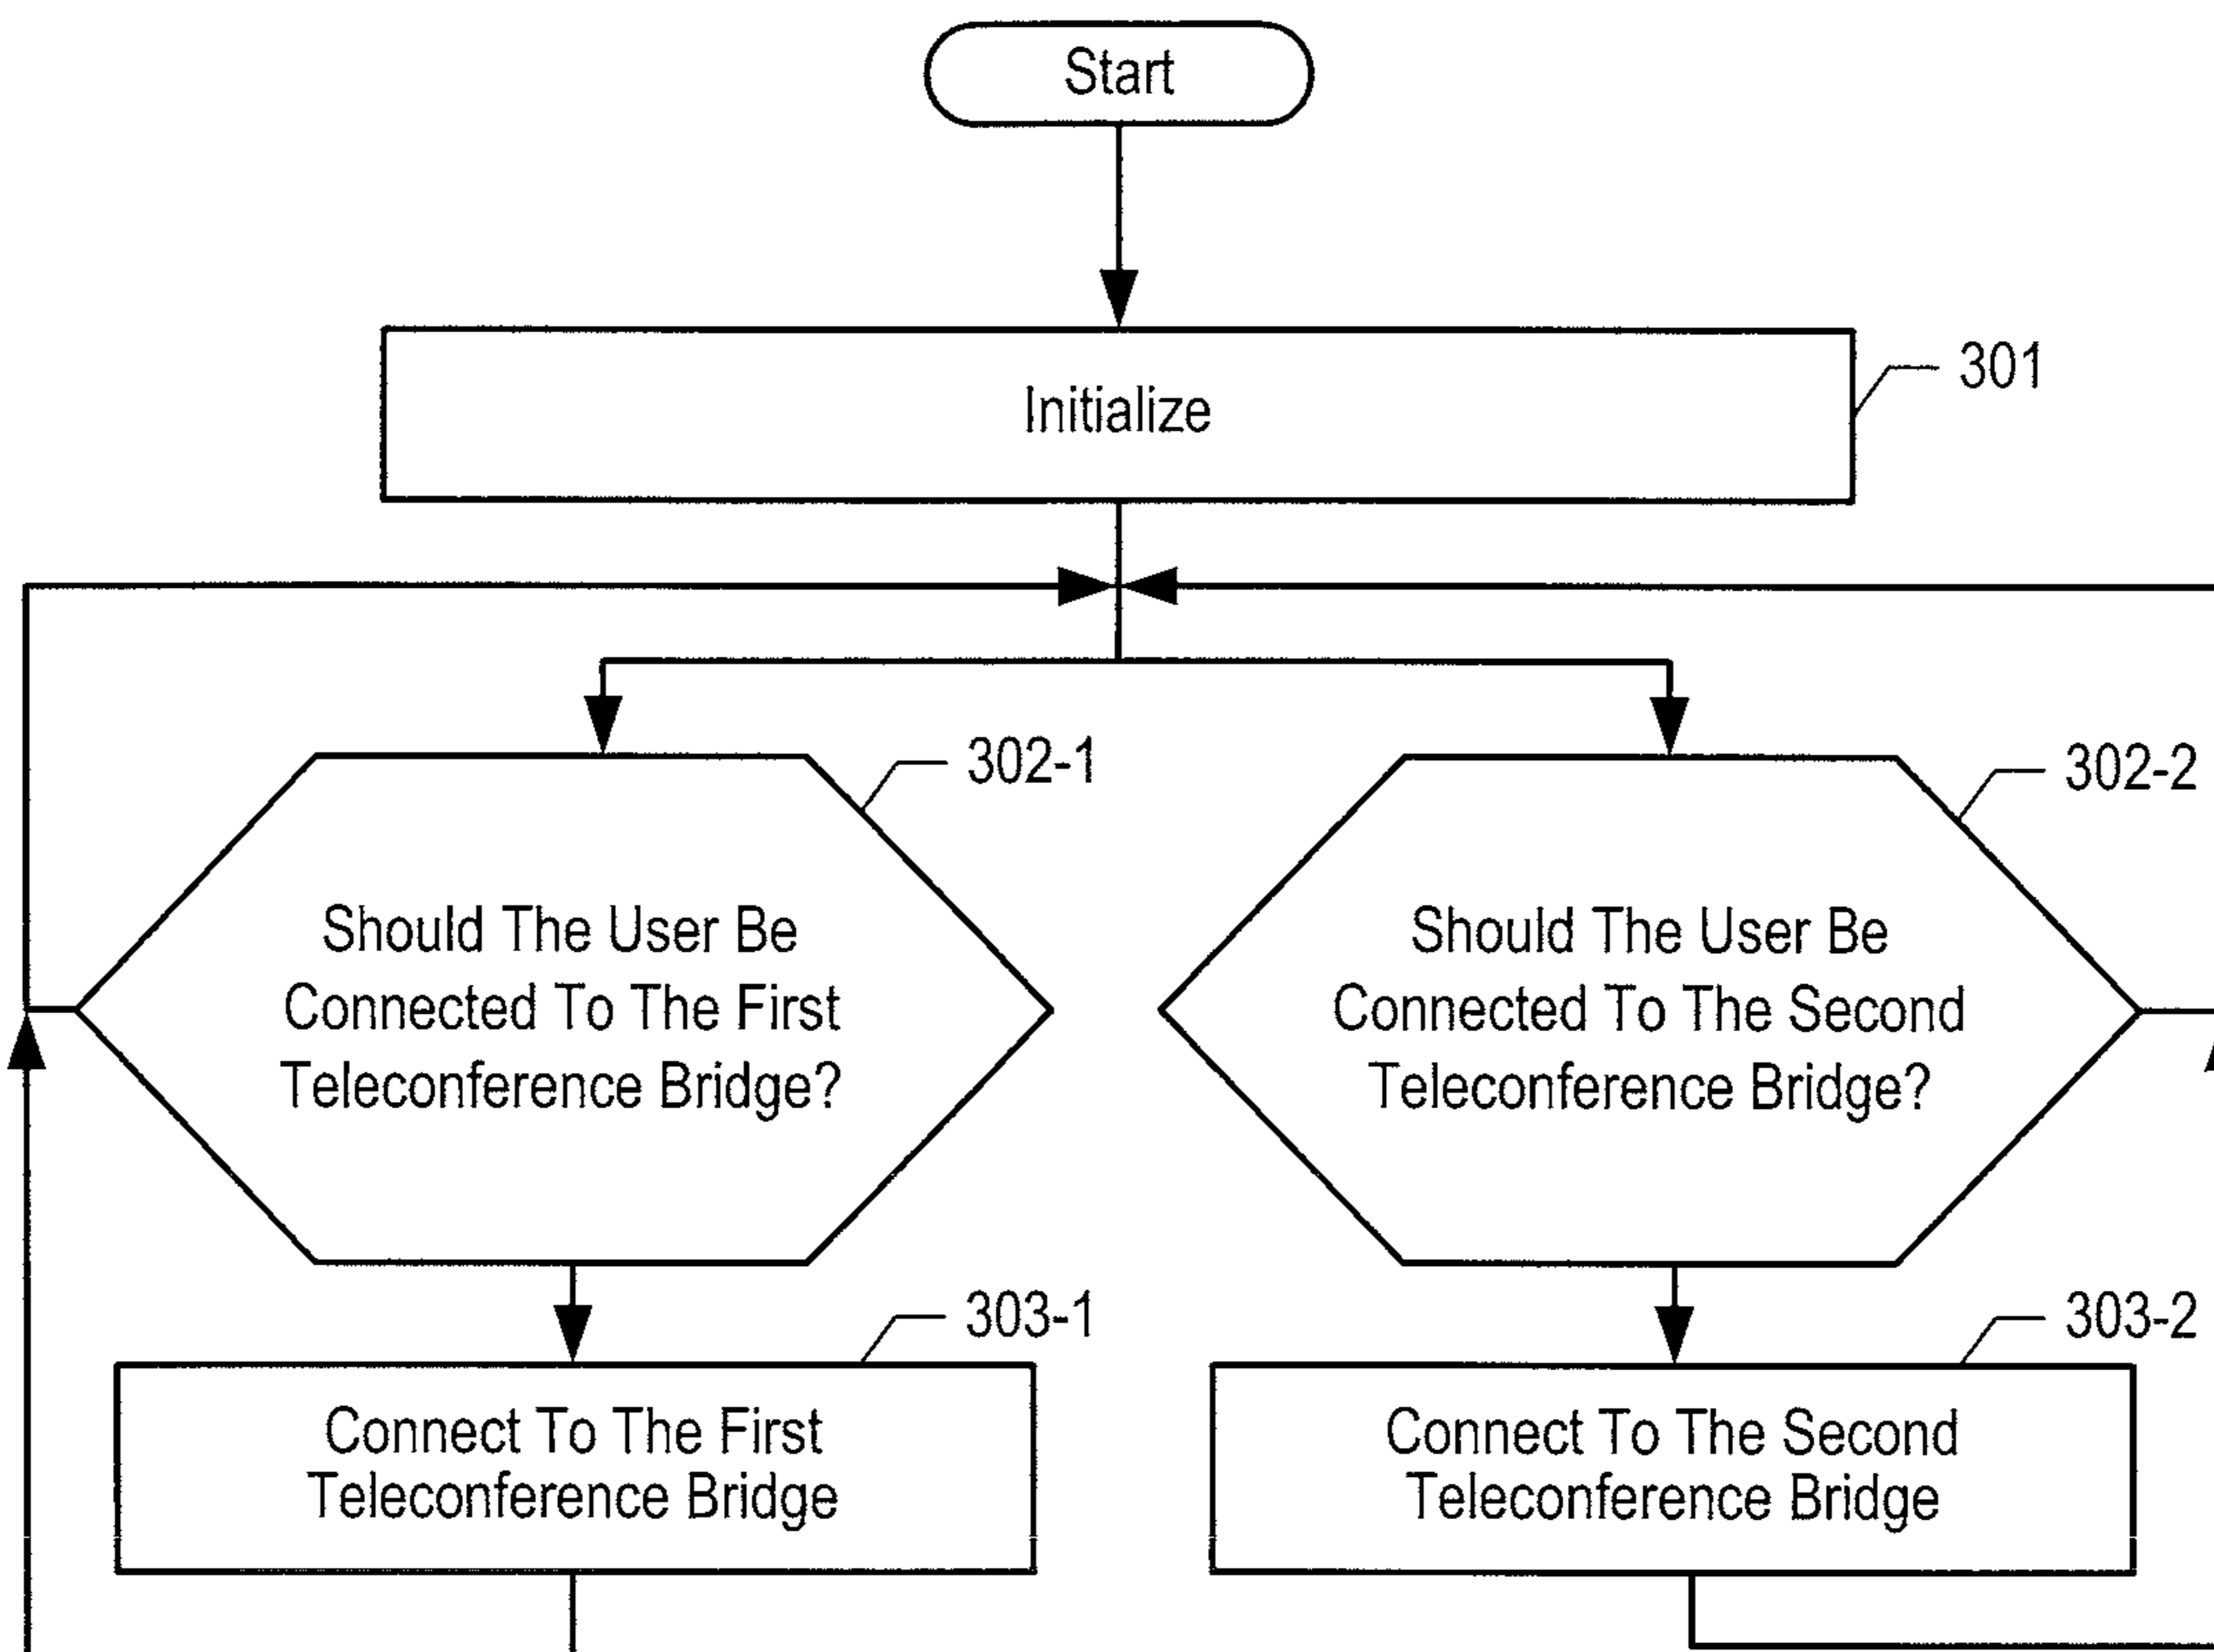 Start
Initialize
301
302-1
Should The User Be
Connected To The First
Teleconference Bridge?
302-2
Should The User Be
Connected To The Second
Teleconference Bridge?
303-1
Connect To The First
Teleconference Bridge
303-2
Connect To The Second
Teleconference Bridge